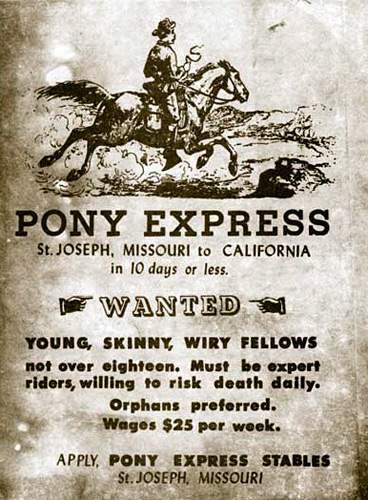 PONY EXPRESS
St. JOSEPH, MISSOURI to CALIFORNIA
in 10 days or less.
WANTED
YOUNG, SKINNY, WIRY FELLOWS
not over eighteen. Must be expert
riders, willing to risk death daily.
Orphans preferred.
Wages $25 per week.
APPLY, PONY EXPRESS STABLES
St. JOSEPH, MISSOURI